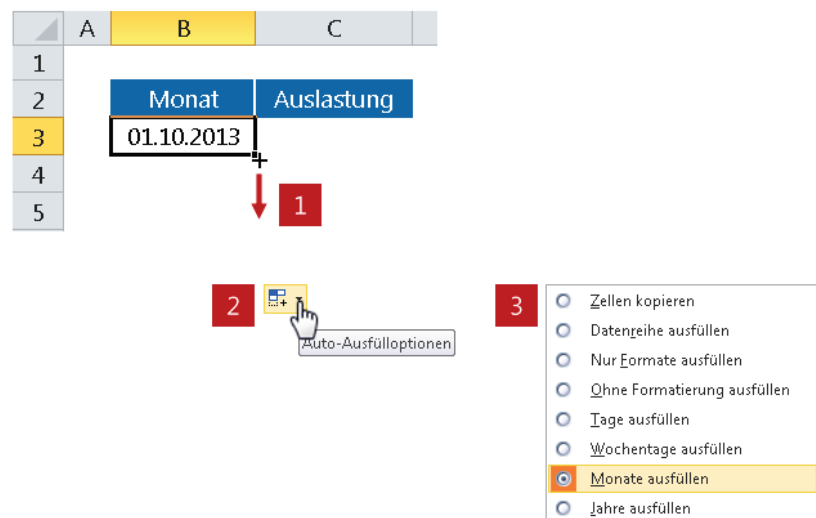 A B C
1
2 Monat Auslastung
3 01.10.2013
4
5
1
2
Auto-Ausfülloptionen
3
Zellen kopieren
Datenreihe ausfüllen
Nur Formate ausfüllen
Ohne Formatierung ausfüllen
Tage ausfüllen
Wochentage ausfüllen
Monate ausfüllen
Jahre ausfüllen